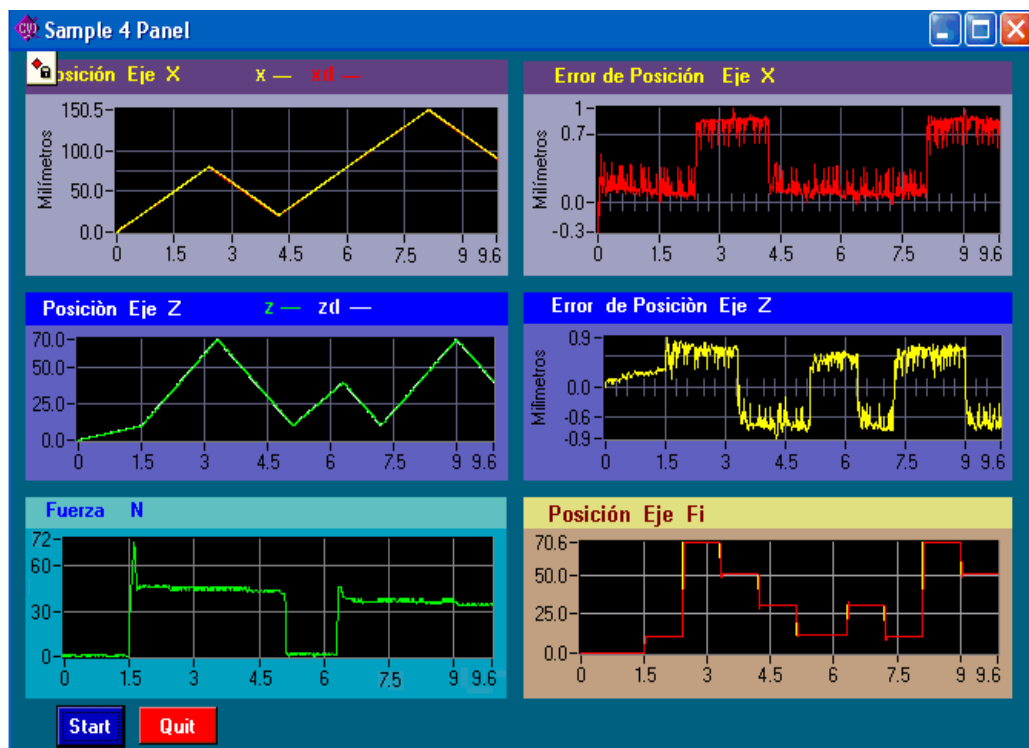 CVI Sample 4 Panel
osición Eje X x — xd —
150.5
100.0
50.0
0.0
Milímetros
0 1.5 3 4.5 6 7.5 9 9.6
Error de Posición Eje X
1
0.7
0.0
-0.3
Milímetros
0 1.5 3 4.5 6 7.5 9 9.6
Posiciòn Eje Z z — zd —
70.0
50.0
25.0
0.0
0 1.5 3 4.5 6 7.5 9 9.6
Error de Posiciòn Eje Z
0.9
0.0
-0.6
-0.9
Milímetros
0 1.5 3 4.5 6 7.5 9 9.6
Fuerza N
72
60
30
0
0 1.5 3 4.5 6 7.5 9 9.6
Posición Eje Fi
70.6
50.0
25.0
0.0
0 1.5 3 4.5 6 7.5 9 9.6
Start Quit